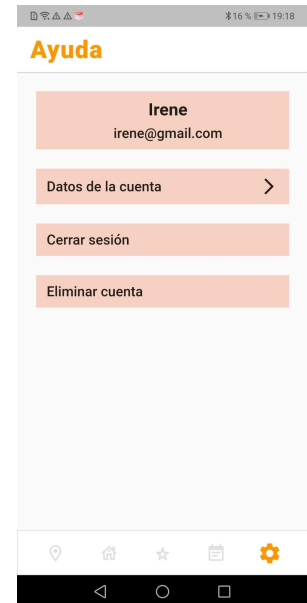 16 % 19:18
Ayuda
Irene
irene@gmail.com
Datos de la cuenta
Cerrar sesión
Eliminar cuenta